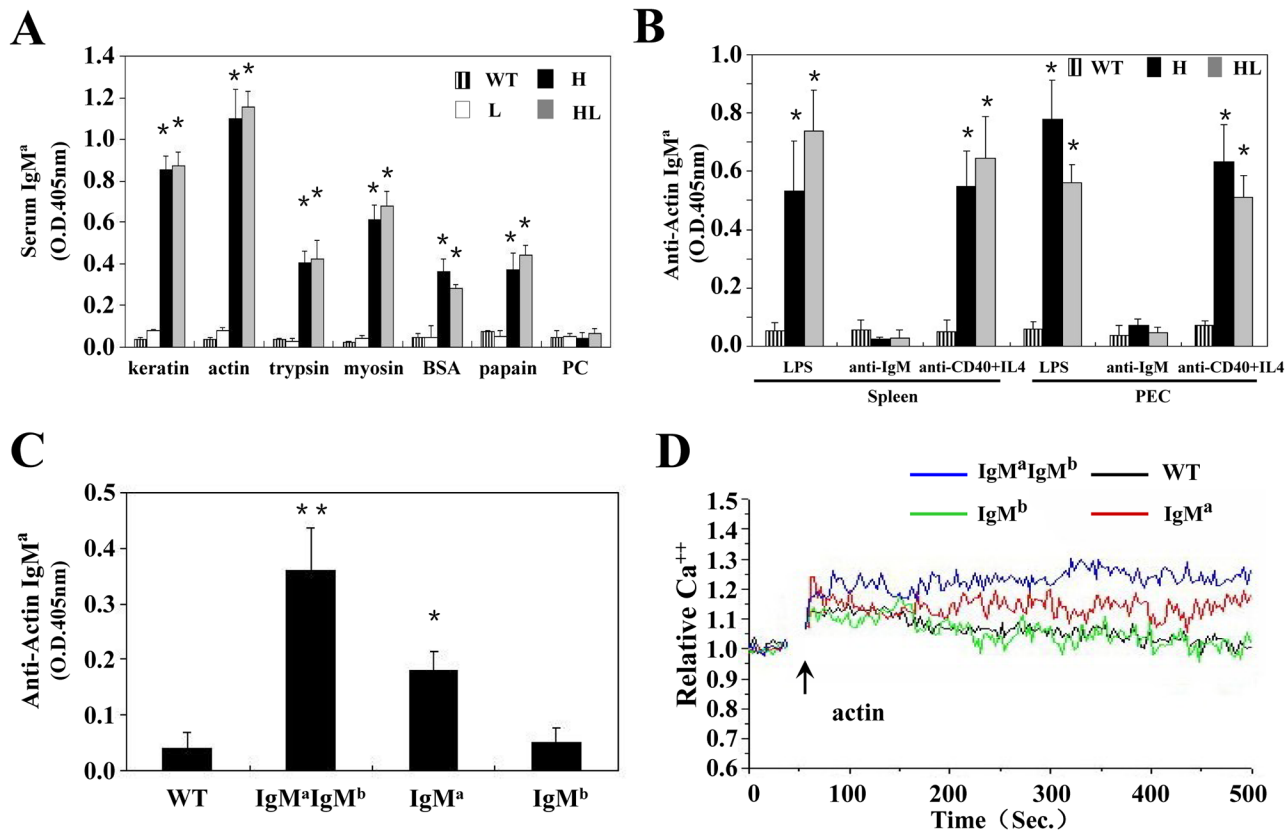 A
Serum IgMᵃ
(O.D.405nm)
1.4
1.2
1.0
0.8
0.6
0.4
0.2
0.0
WT H
L HL
* * * * * * * * * * * *
keratin actin trypsin myosin BSA papain PC
B
Anti-Actin IgMᵃ
(O.D.405nm)
1.0
0.8
0.6
0.4
0.2
0.0
WT H HL
* * * * * * * *
LPS anti-IgM anti-CD40+IL4 LPS anti-IgM anti-CD40+IL4
Spleen PEC
C
Anti-Actin IgMᵃ
(O.D.405nm)
0.5
0.4
0.3
0.2
0.1
0.0
* *
*
WT IgMᵃIgMᵇ IgMᵃ IgMᵇ
D
IgMᵃIgMᵇ WT
IgMᵇ IgMᵃ
Relative Ca⁺⁺
1.5
1.4
1.3
1.2
1.1
1.0
0.9
0.8
0.7
0.6
actin
0 100 200 300 400 500
Time（Sec.）